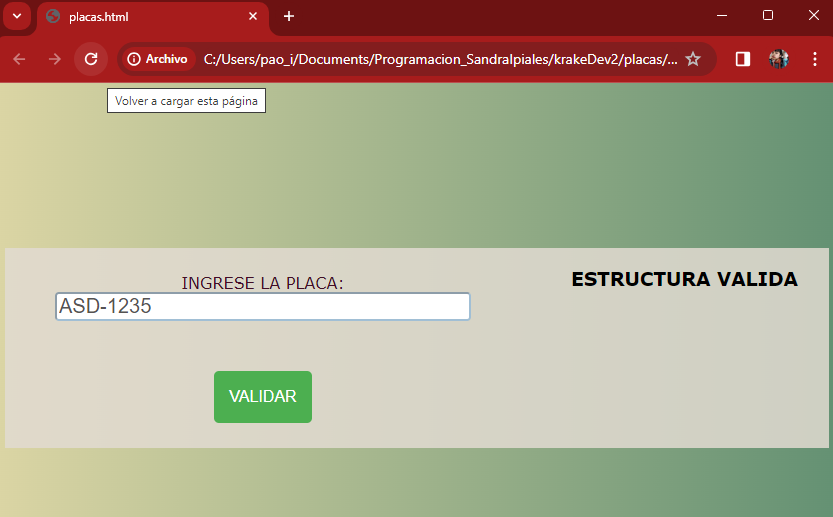 placas.html
Archivo
C:/Users/pao_i/Documents/Programacion_SandraIpiales/krakeDev2/placas/...
Volver a cargar esta página
INGRESE LA PLACA:
ESTRUCTURA VALIDA
ASD-1235
VALIDAR